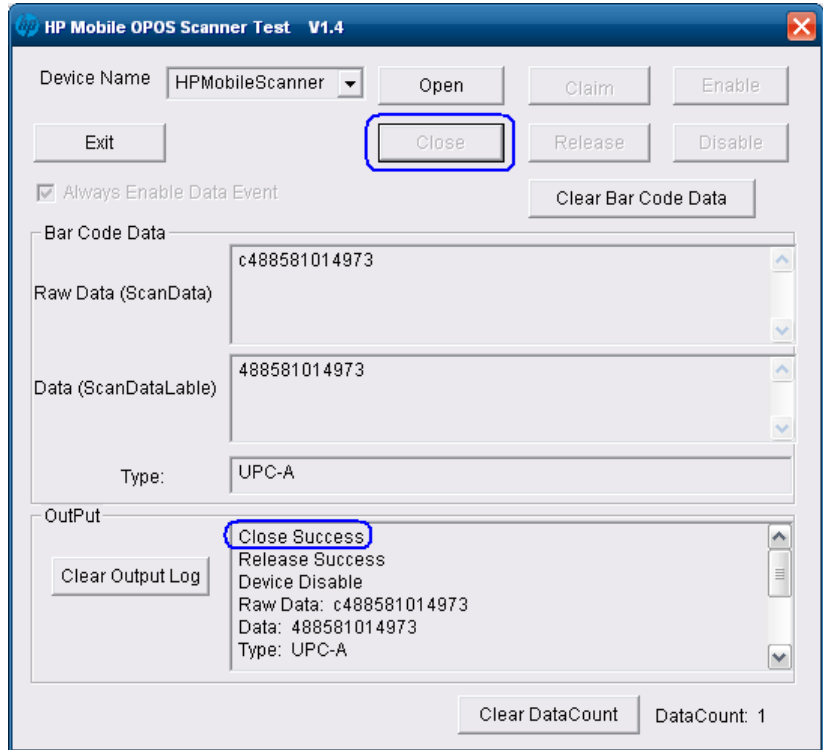 hp HP Mobile OPOS Scanner Test V1.4
Device Name HPMobileScanner Open Claim Enable
Exit Close Release Disable
Always Enable Data Event Clear Bar Code Data
Bar Code Data
Raw Data (ScanData) c488581014973
Data (ScanDataLable) 488581014973
Type: UPC-A
OutPut
Close Success
Release Success
Clear Output Log Device Disable
Raw Data: c488581014973
Data: 488581014973
Type: UPC-A
Clear DataCount DataCount: 1